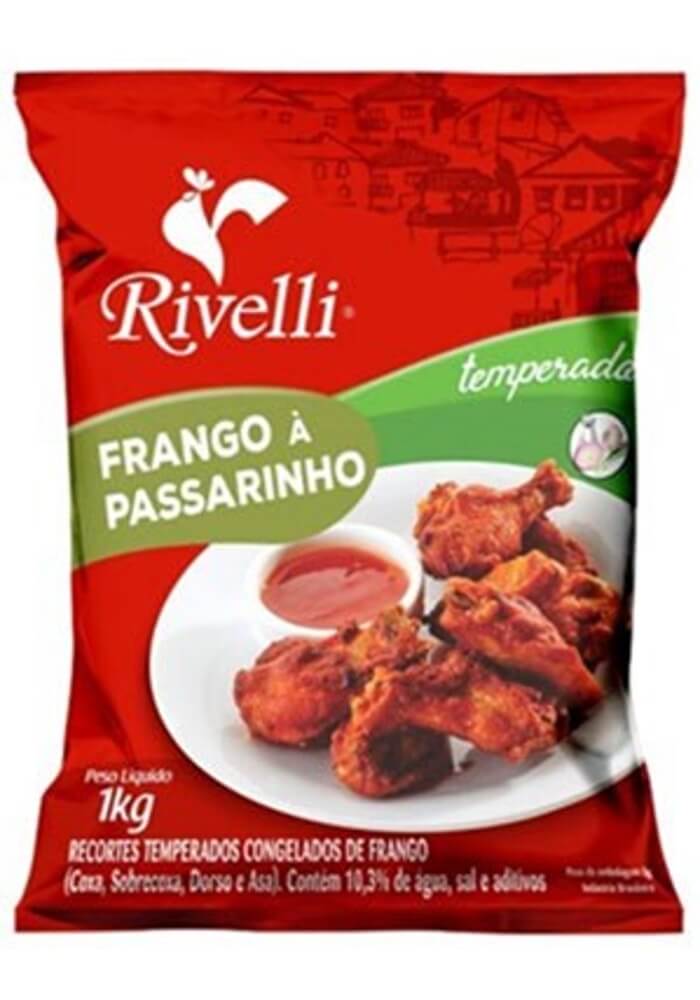 Rivelli
temperada
FRANGO À
PASSARINHO
Peso Líquido
1kg
RECORTES TEMPERADOS CONGELADOS DE FRANGO
(Coxa, Sobrecoxa, Dorso e Asa). Contém 10,3% de água, sal e aditivos
Indústria Brasileira